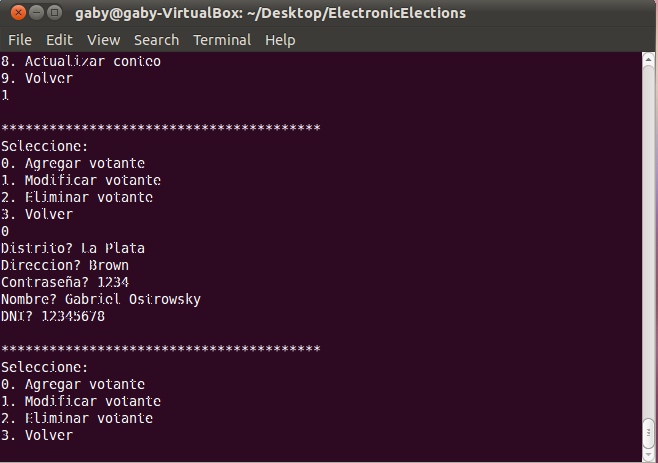 gaby@gaby-VirtualBox: ~/Desktop/ElectronicElections
File Edit View Search Terminal Help
8. Actualizar conteo
9. Volver
1
****************************************
Seleccione:
0. Agregar votante
1. Modificar votante
2. Eliminar votante
3. Volver
0
Distrito? La Plata
Direccion? Brown
Contraseña? 1234
Nombre? Gabriel Ostrowsky
DNI? 12345678
****************************************
Seleccione:
0. Agregar votante
1. Modificar votante
2. Eliminar votante
3. Volver